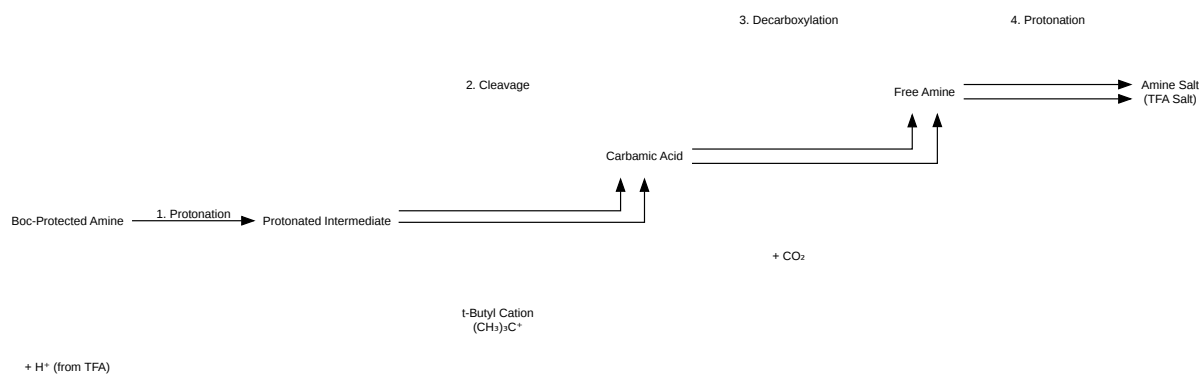 3. Decarboxylation
4. Protonation
2. Cleavage
Free Amine
Amine Salt
(TFA Salt)
Carbamic Acid
Boc-Protected Amine
1. Protonation
Protonated Intermediate
+ CO₂
t-Butyl Cation
(CH₃)₃C⁺
+ H⁺ (from TFA)